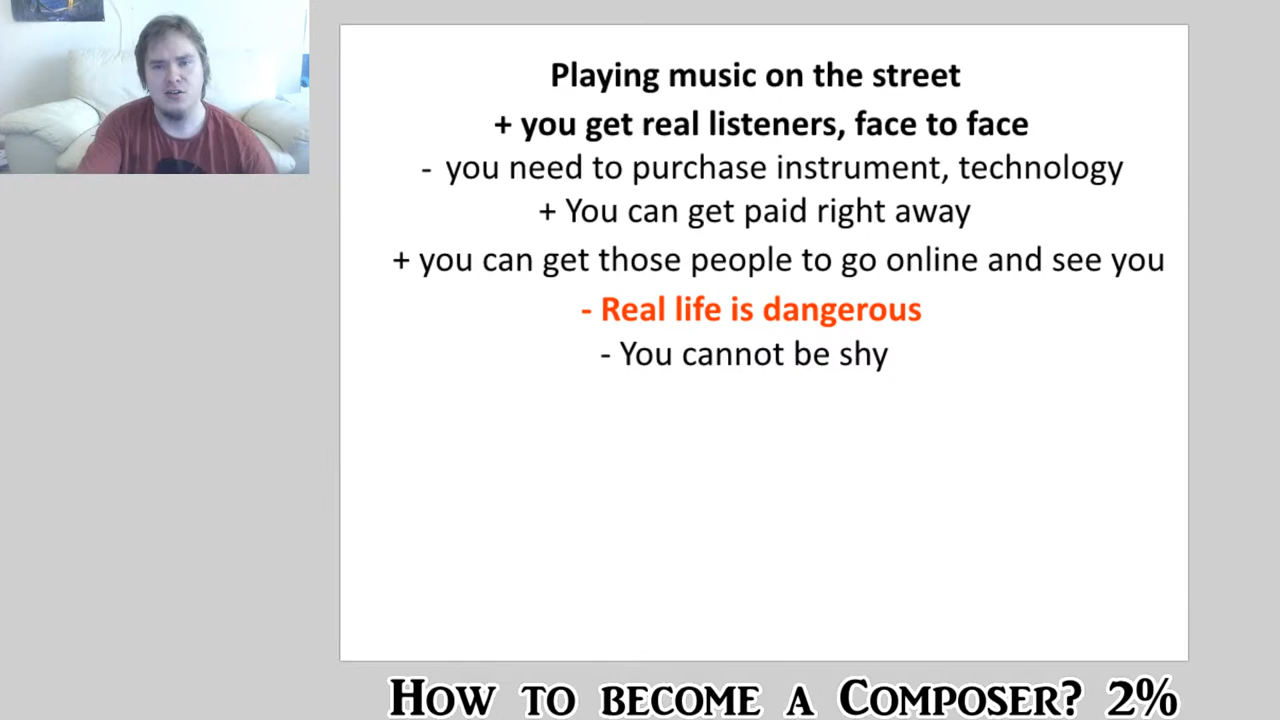 Playing music on the street
+ you get real listeners, face to face
- you need to purchase instrument, technology
+ You can get paid right away
+ you can get those people to go online and see you
- Real life is dangerous
- You cannot be shy
How to become a Composer? 2%